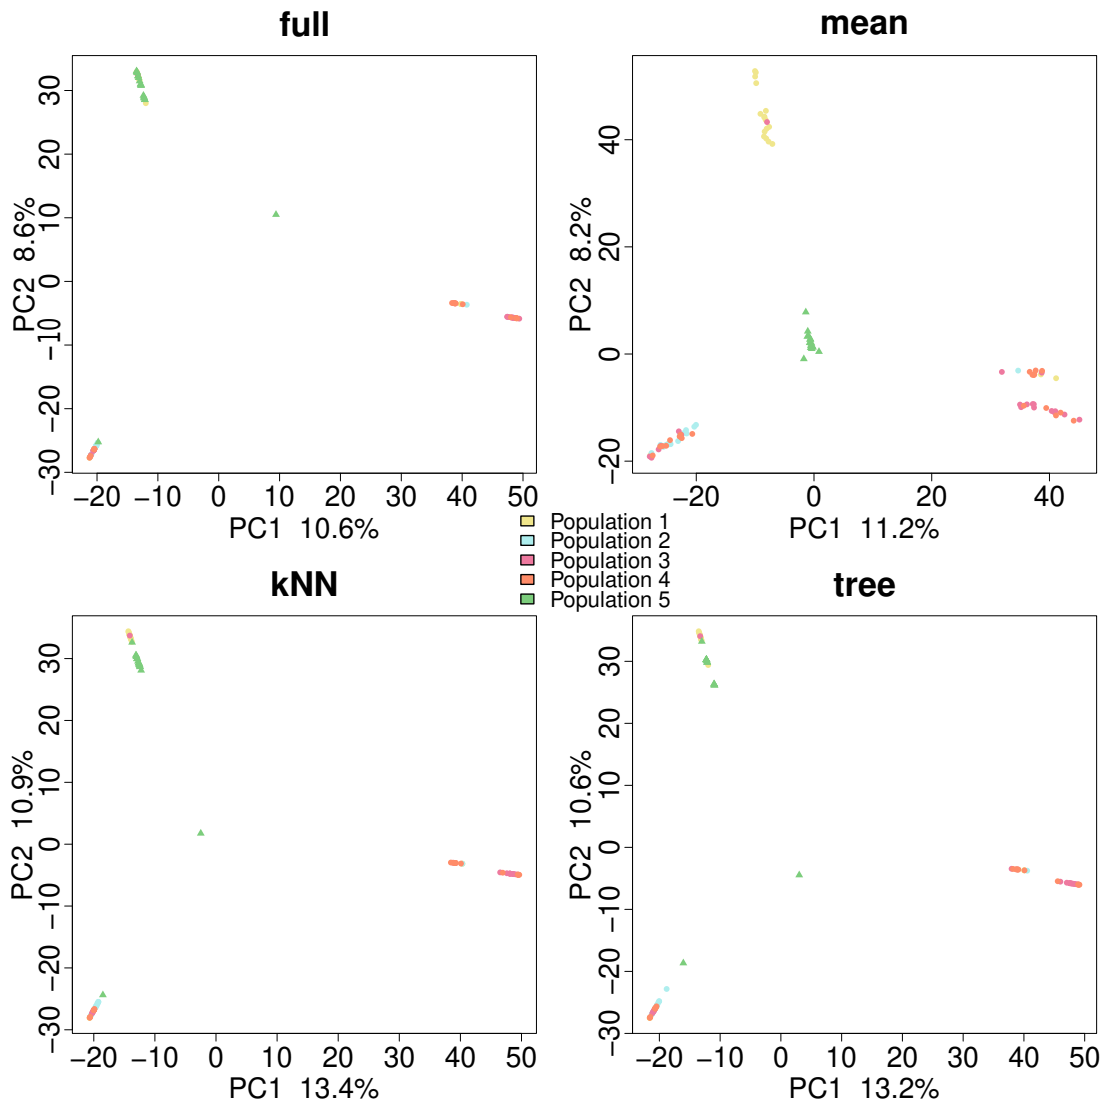 full
mean
30
20
10
0
−10
−20
−30
PC2 8.6%
−20 −10 0 10 20 30 40 50
PC1 10.6%
40
20
0
−20
PC2 8.2%
−20 0 20 40
PC1 11.2%
Population 1
Population 2
Population 3
Population 4
Population 5
kNN
tree
30
20
10
0
−10
−20
−30
PC2 10.9%
−20 −10 0 10 20 30 40 50
PC1 13.4%
30
20
10
0
−10
−20
−30
PC2 10.6%
−20 −10 0 10 20 30 40 50
PC1 13.2%